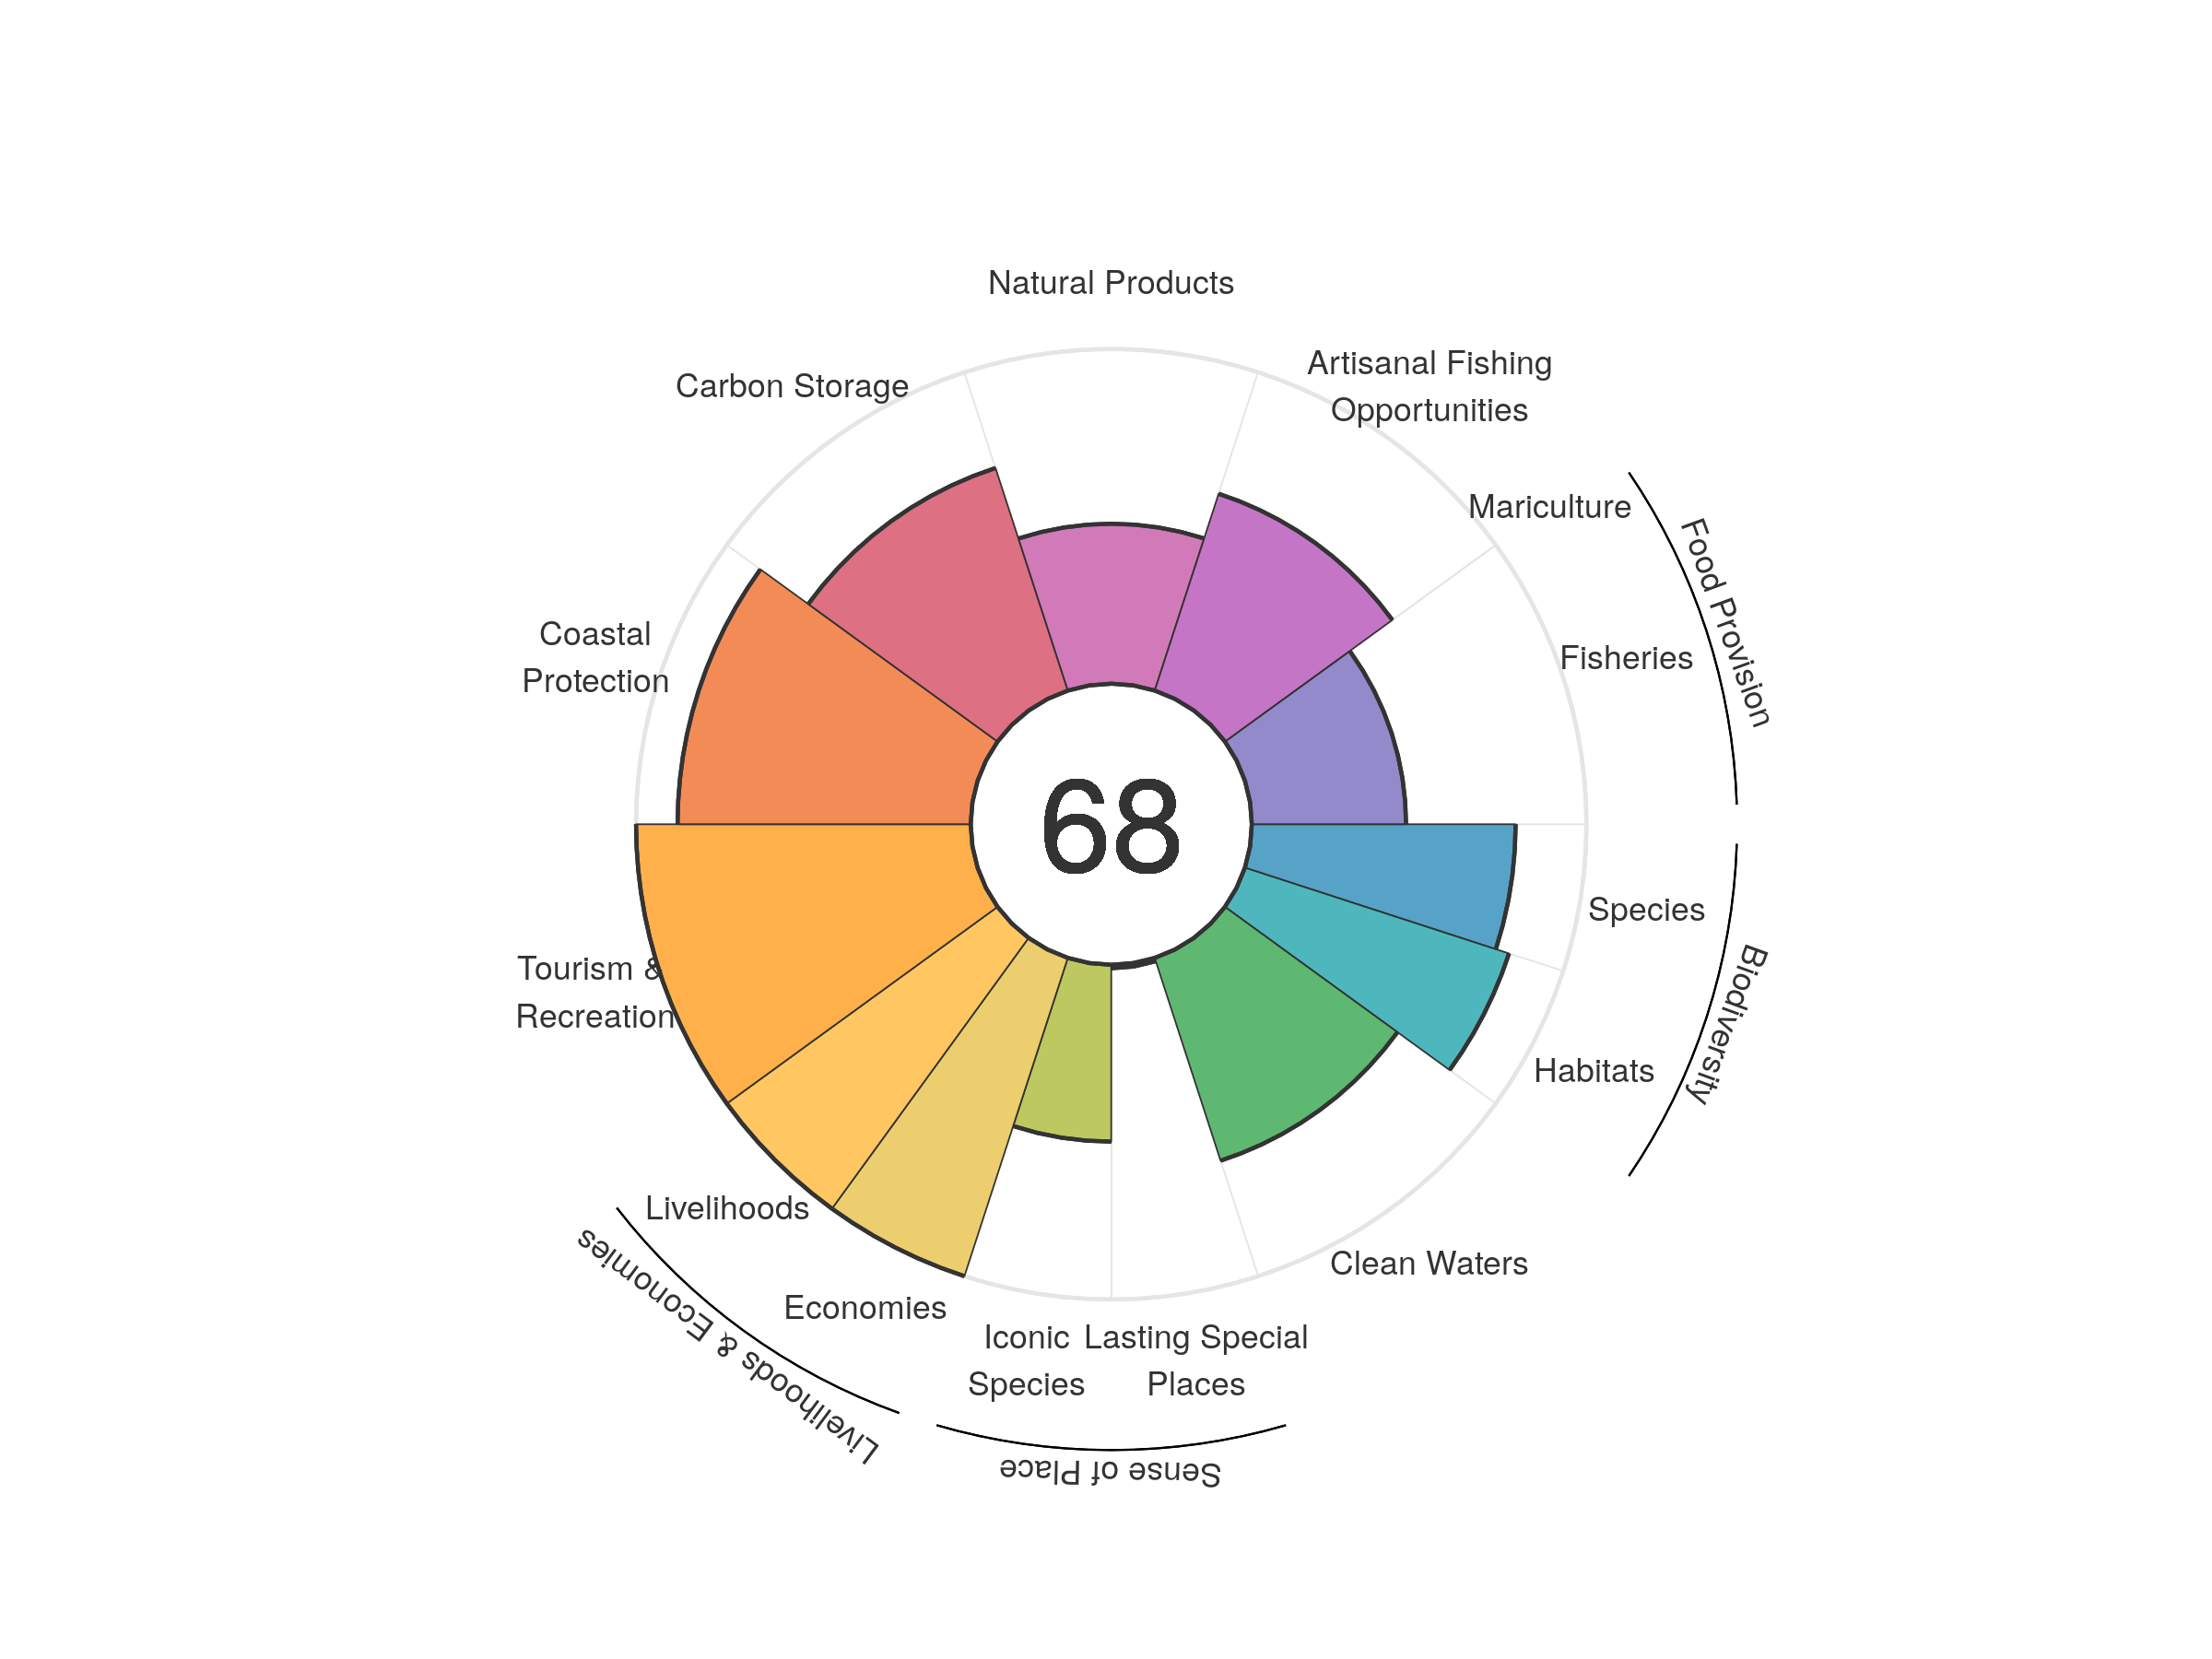 Natural Products
Artisanal Fishing
Opportunities
Carbon Storage
Mariculture
Food Provision
Fisheries
Coastal
Protection
68
Species
Biodiversity
Tourism &
Recreation
Habitats
Livelihoods
Livelihoods & Economies
Clean Waters
Economies
Iconic
Species
Lasting Special
Places
Sense of Place